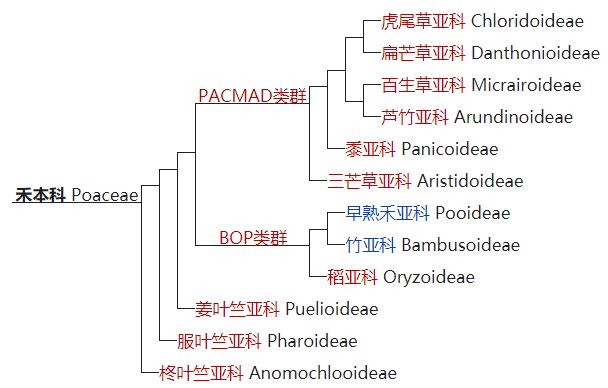 虎尾草亚科 Chloridoideae
扁芒草亚科 Danthonioideae
百生草亚科 Micrairoideae
PACMAD类群
芦竹亚科 Arundinoideae
黍亚科 Panicoideae
三芒草亚科 Aristidoideae
禾本科 Poaceae
早熟禾亚科 Pooideae
BOP类群
竹亚科 Bambusoideae
稻亚科 Oryzoideae
姜叶竺亚科 Puelioideae
服叶竺亚科 Pharoideae
柊叶竺亚科 Anomochlooideae